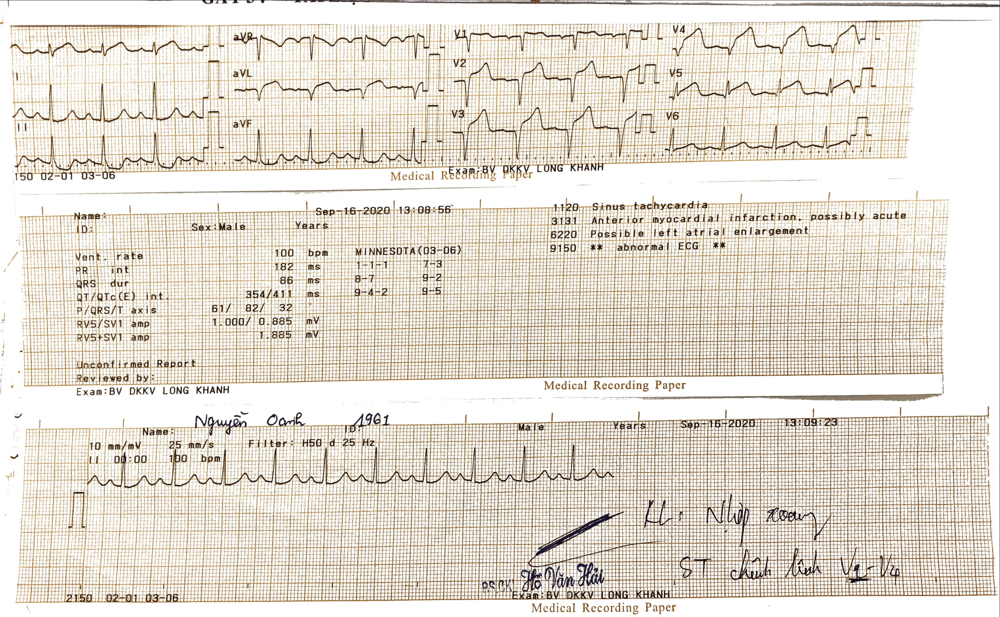 aVR
V1
V4
I
aVL
V2
V5
II
aVF
V3
V6
150 02-01 03-06
Exam:BV DKKV LONG KHANH
Medical Recording Paper
Name:
Sep-16-2020 13:08:56
1120 Sinus tachycardia
ID:
Sex:Male Years
3131 Anterior myocardial infarction, possibly acute
6220 Possible left atrial enlargement
Vent. rate 100 bpm MINNESOTA(03-06)
9150 ** abnormal ECG **
PR int 182 ms 1-1-1 7-3
QRS dur 86 ms 8-7 9-2
QT/QTc(E) int. 354/411 ms 9-4-2 9-5
P/QRS/T axis 61/ 82/ 32 °
RV5/SV1 amp 1.000/ 0.885 mV
RV5+SV1 amp 1.885 mV
Unconfirmed Report
Reviewed by:
Exam:BV DKKV LONG KHANH
Medical Recording Paper
Nguyễn Oanh 1961
Name: ID: Male Years Sep-16-2020 13:09:23
10 mm/mV 25 mm/s Filter: H50 d 25 Hz
II 00:00 100 bpm
KL: Nhịp xoang
ST chênh lên V2-V4
BS.CKI Hồ Văn Hải
2150 02-01 03-06
Exam:BV DKKV LONG KHANH
Medical Recording Paper